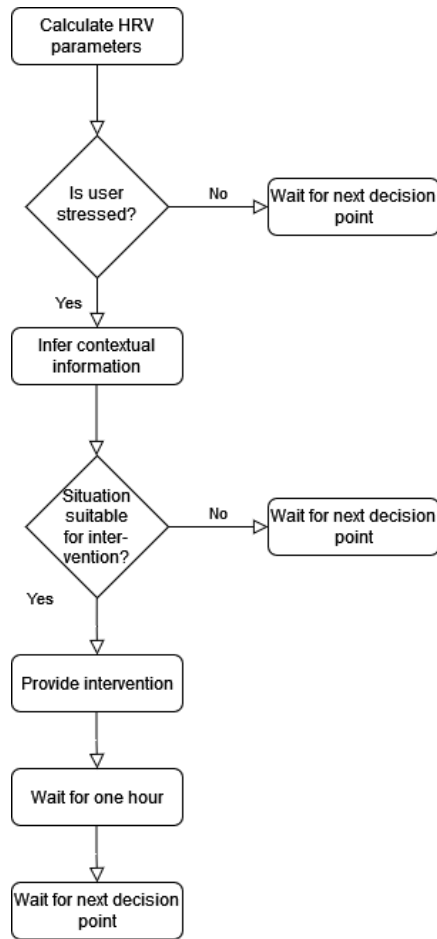 Calculate HRV
parameters
Is user
stressed?
No
Wait for next decision
point
Yes
Infer contextual
information
Situation
suitable
for inter-
vention?
No
Wait for next decision
point
Yes
Provide intervention
Wait for one hour
Wait for next decision
point